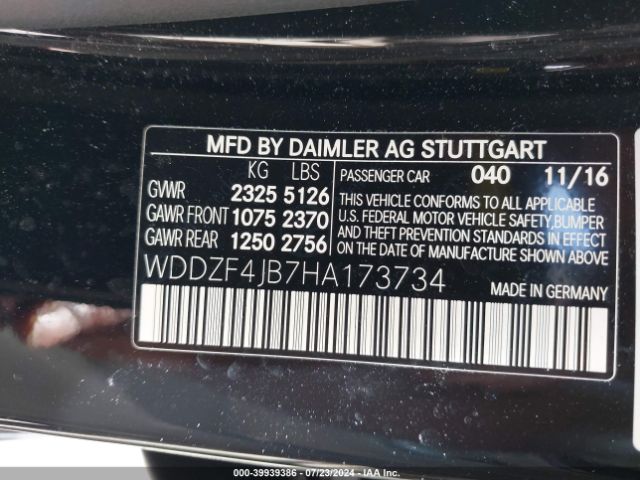 MFD BY DAIMLER AG STUTTGART
KG LBS
GVWR 2325 5126
GAWR FRONT 1075 2370
GAWR REAR 1250 2756
PASSENGER CAR 040 11/16
THIS VEHICLE CONFORMS TO ALL APPLICABLE
U.S. FEDERAL MOTOR VEHICLE SAFETY, BUMPER
AND THEFT PREVENTION STANDARDS IN EFFECT
ON THE DATE OF MANUFACTURE SHOWN ABOVE
WDDZF4JB7HA173734
MADE IN GERMANY
000-39939386 - 07/23/2024 - IAA Inc.